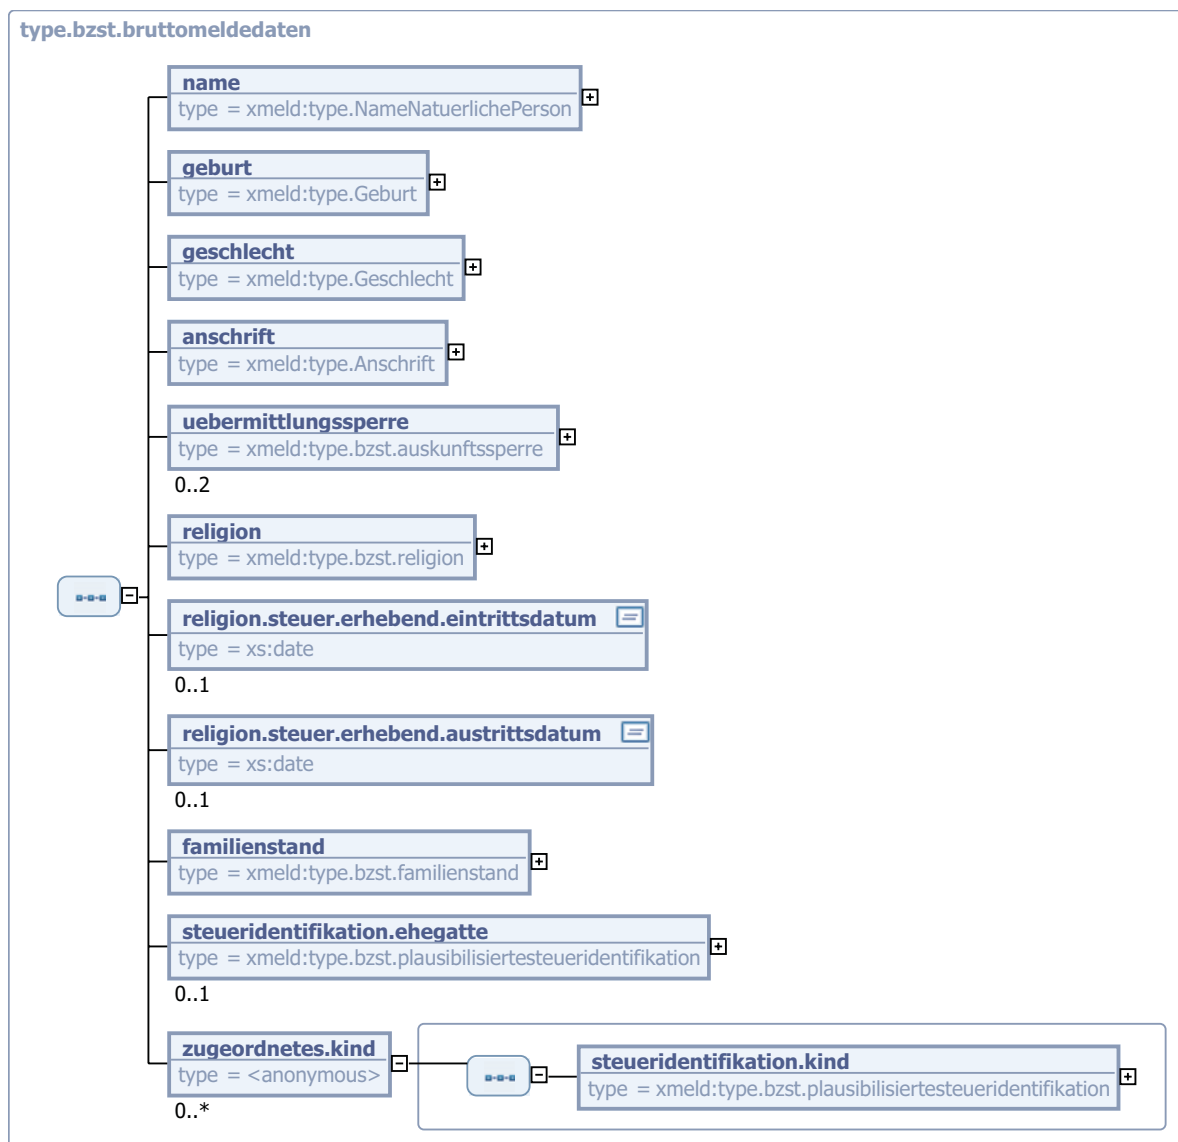 type.bzst.bruttomeldedaten
name
type = xmeld:type.NameNatuerlichePerson
geburt
type = xmeld:type.Geburt
geschlecht
type = xmeld:type.Geschlecht
anschrift
type = xmeld:type.Anschrift
uebermittlungssperre
type = xmeld:type.bzst.auskunftssperre
0..2
religion
type = xmeld:type.bzst.religion
religion.steuer.erhebend.eintrittsdatum
type = xs:date
0..1
religion.steuer.erhebend.austrittsdatum
type = xs:date
0..1
familienstand
type = xmeld:type.bzst.familienstand
steueridentifikation.ehegatte
type = xmeld:type.bzst.plausibilisiertesteueridentifikation
0..1
zugeordnetes.kind
type = <anonymous>
0..*
steueridentifikation.kind
type = xmeld:type.bzst.plausibilisiertesteueridentifikation